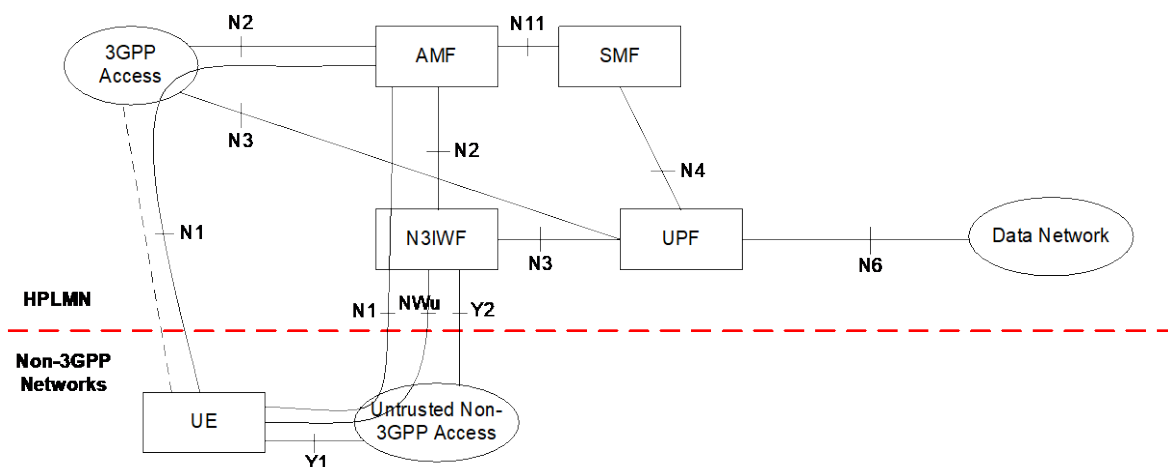 N2
N11
3GPP
Access
AMF
SMF
N3
N2
N4
N1
N3IWF
UPF
Data Network
N3
N6
HPLMN
N1
NWu
Y2
Non-3GPP
Networks
UE
Untrusted Non-
3GPP Access
Y1